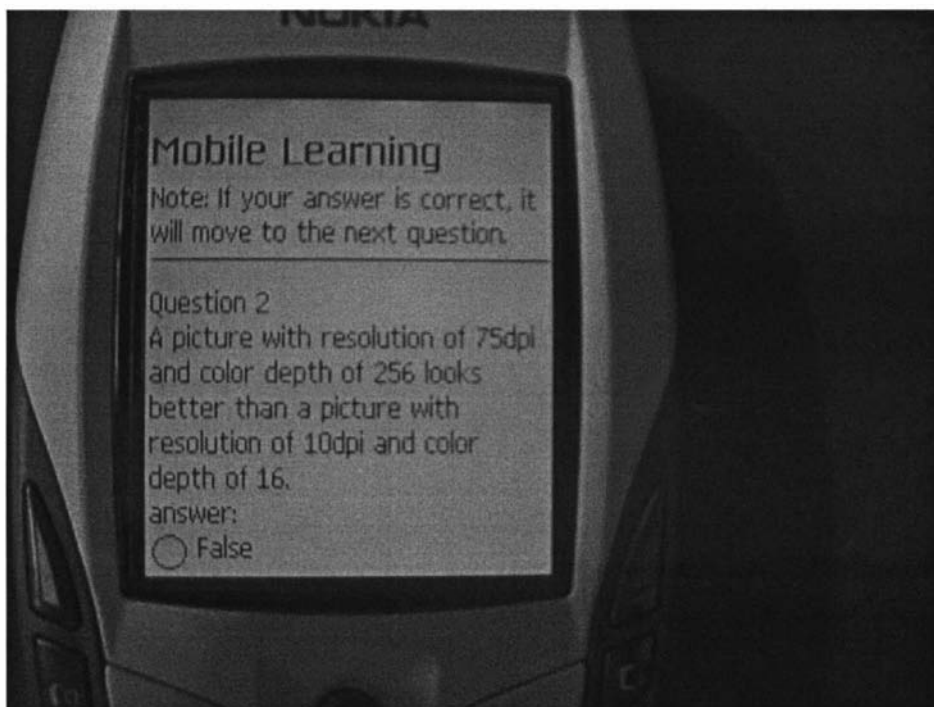 NOKIA
Mobile Learning
Note: If your answer is correct, it
will move to the next question.
Question 2
A picture with resolution of 75dpi
and color depth of 256 looks
better than a picture with
resolution of 10dpi and color
depth of 16.
answer:
False